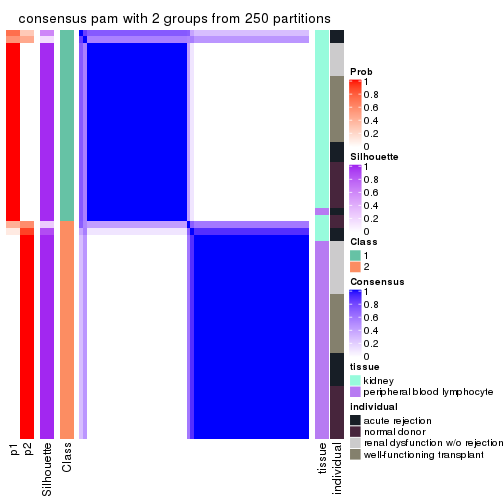 consensus pam with 2 groups from 250 partitions
Prob
1
0.8
0.6
0.4
0.2
0
Silhouette
1
0.8
0.6
0.4
0.2
0
Class
1
2
Consensus
1
0.8
0.6
0.4
0.2
0
tissue
kidney
peripheral blood lymphocyte
individual
acute rejection
normal donor
renal dysfunction w/o rejection
well-functioning transplant
p1
p2
Silhouette
Class
tissue
individual